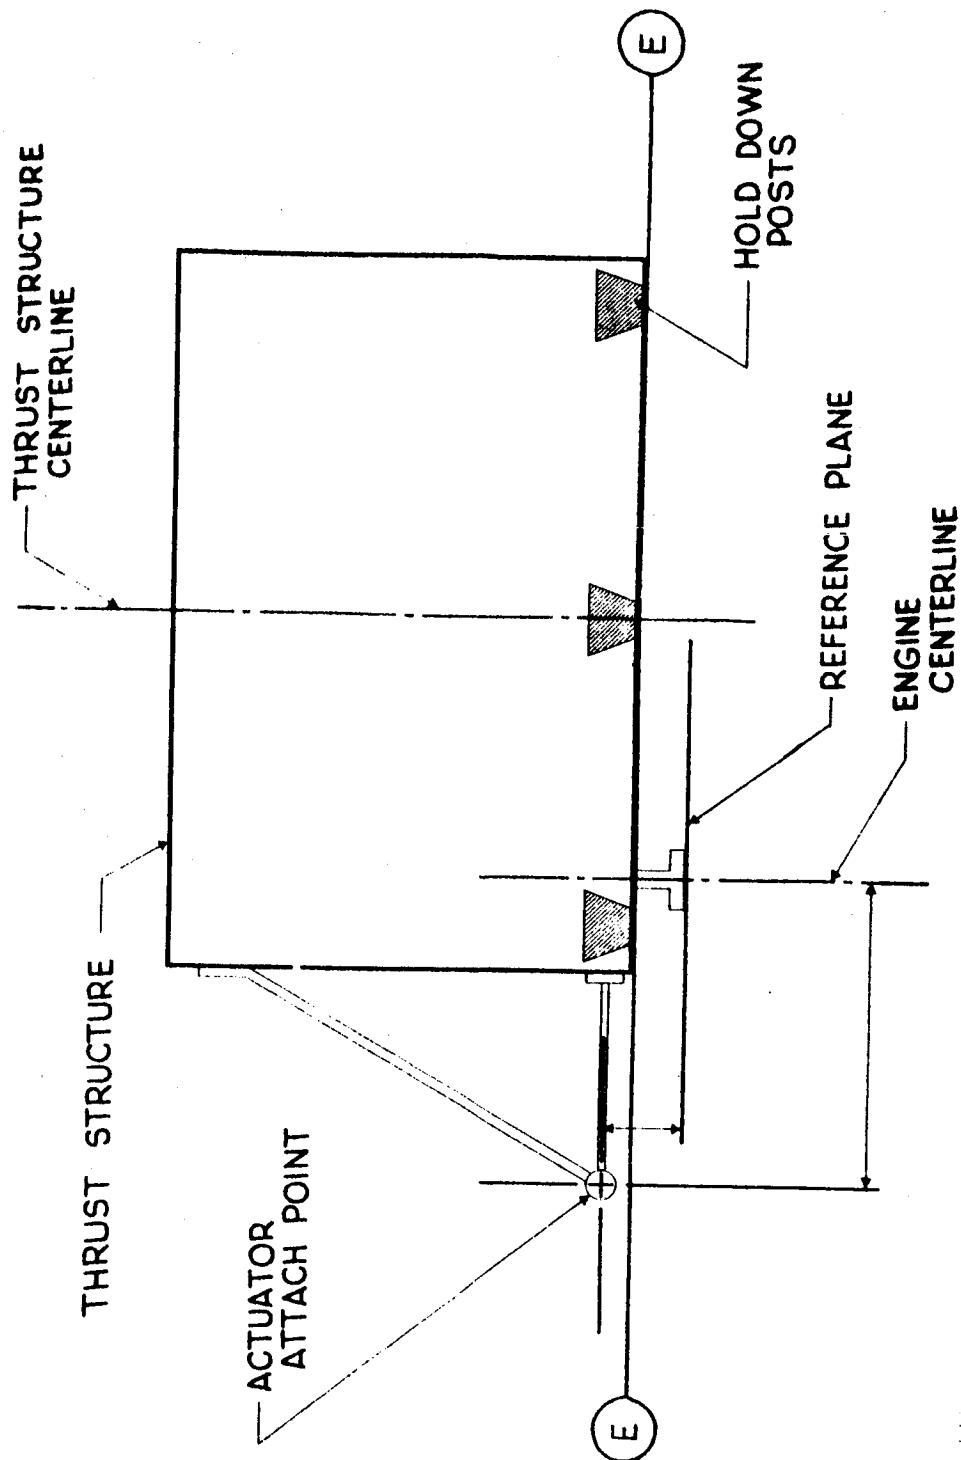 THRUST STRUCTURE
CENTERLINE
THRUST STRUCTURE
ACTUATOR
ATTACH POINT
E
E
HOLD DOWN
POSTS
REFERENCE PLANE
ENGINE
CENTERLINE